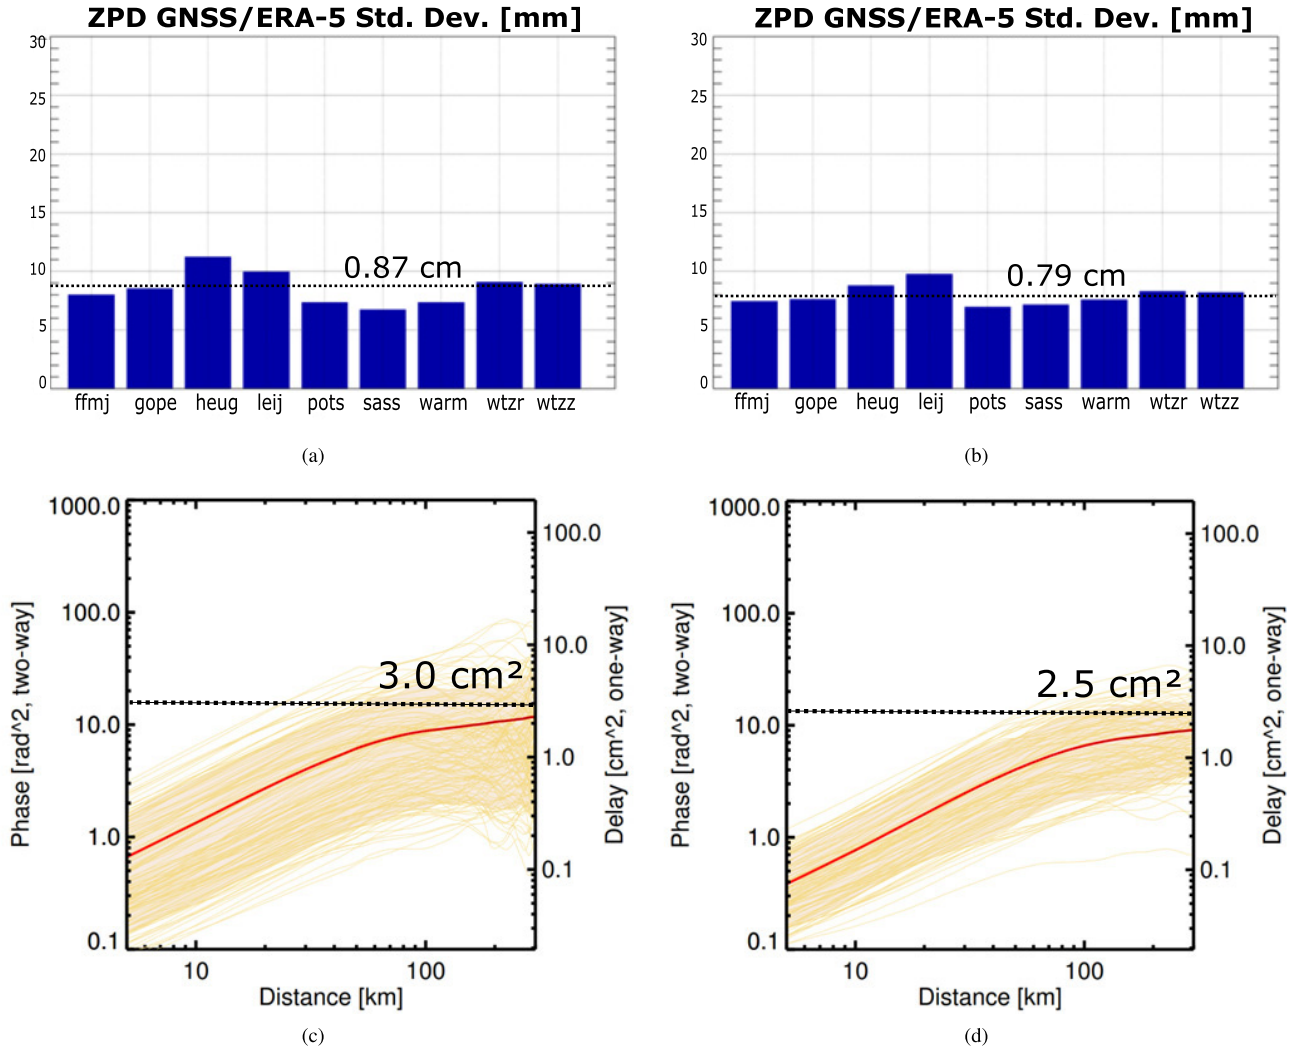 ZPD GNSS/ERA-5 Std. Dev. [mm]
30
25
20
15
10
5
0
0.87 cm
ffmj gope heug leij pots sass warm wtzr wtzz
(a)
ZPD GNSS/ERA-5 Std. Dev. [mm]
30
25
20
15
10
5
0
0.79 cm
ffmj gope heug leij pots sass warm wtzr wtzz
(b)
Phase [rad^2, two-way]
1000.0
100.0
10.0
1.0
0.1
3.0 cm²
100.0
10.0
1.0
0.1
Delay [cm^2, one-way]
10 100
Distance [km]
(c)
Phase [rad^2, two-way]
1000.0
100.0
10.0
1.0
0.1
2.5 cm²
100.0
10.0
1.0
0.1
Delay [cm^2, one-way]
10 100
Distance [km]
(d)